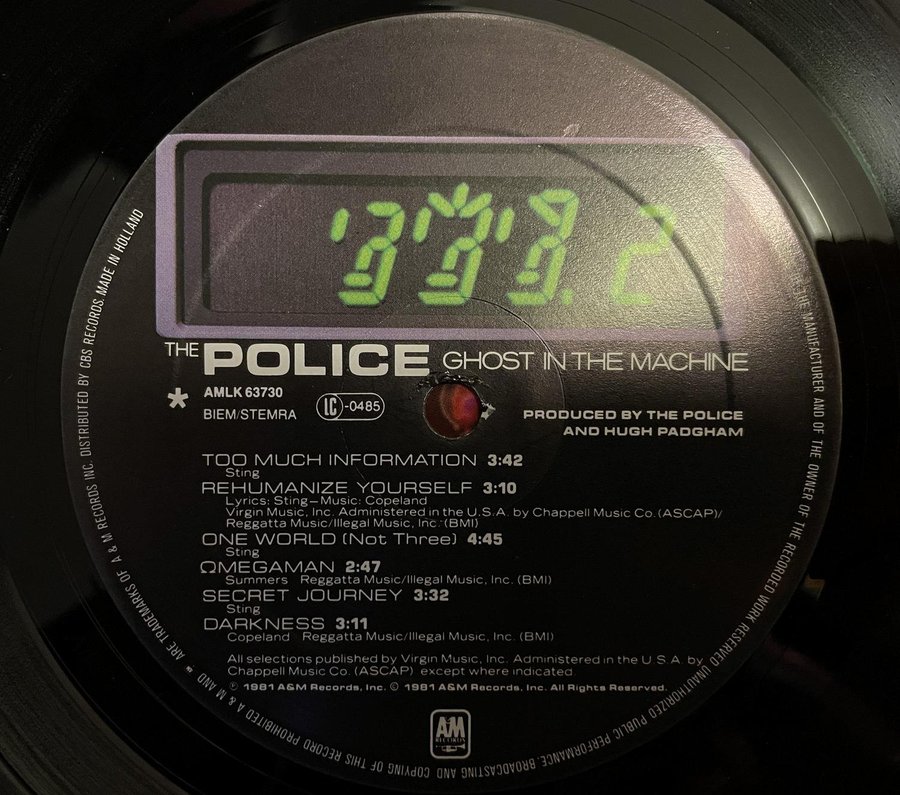 2
THE POLICE GHOST IN THE MACHINE
* AMLK 63730
BIEM/STEMRA LC-0485
PRODUCED BY THE POLICE
AND HUGH PADGHAM
TOO MUCH INFORMATION 3:42
Sting
REHUMANIZE YOURSELF 3:10
Lyrics: Sting – Music: Copeland
Virgin Music, Inc. Administered in the U.S.A. by Chappell Music Co. (ASCAP)/
Reggatta Music/Illegal Music, Inc. (BMI)
ONE WORLD (Not Three) 4:45
Sting
ΩMEGAMAN 2:47
Summers Reggatta Music/Illegal Music, Inc. (BMI)
SECRET JOURNEY 3:32
Sting
DARKNESS 3:11
Copeland Reggatta Music/Illegal Music, Inc. (BMI)
All selections published by Virgin Music, Inc. Administered in the U.S.A. by
Chappell Music Co. (ASCAP) except where indicated.
℗ 1981 A&M Records, Inc. © 1981 A&M Records, Inc. All Rights Reserved.
A&M
RECORDS
THE MANUFACTURER AND OF THE OWNER OF THE RECORDED WORK RESERVED UNAUTHORIZED PUBLIC PERFORMANCE BROADCASTING AND COPYING OF THIS RECORD PROHIBITED A & M AND ARE TRADEMARKS OF A & M RECORDS INC. DISTRIBUTED BY CBS RECORDS MADE IN HOLLAND